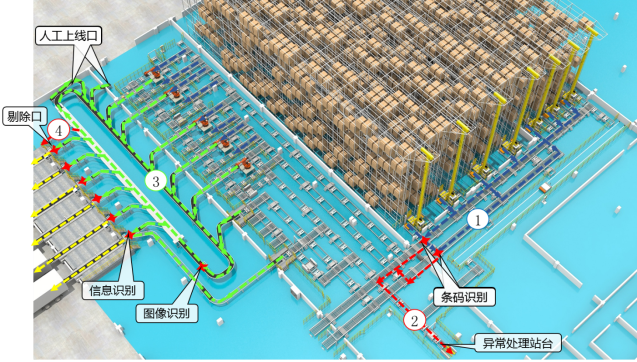 人工上线口
剔除口
4
3
1
信息识别
图像识别
条码识别
2
异常处理站台